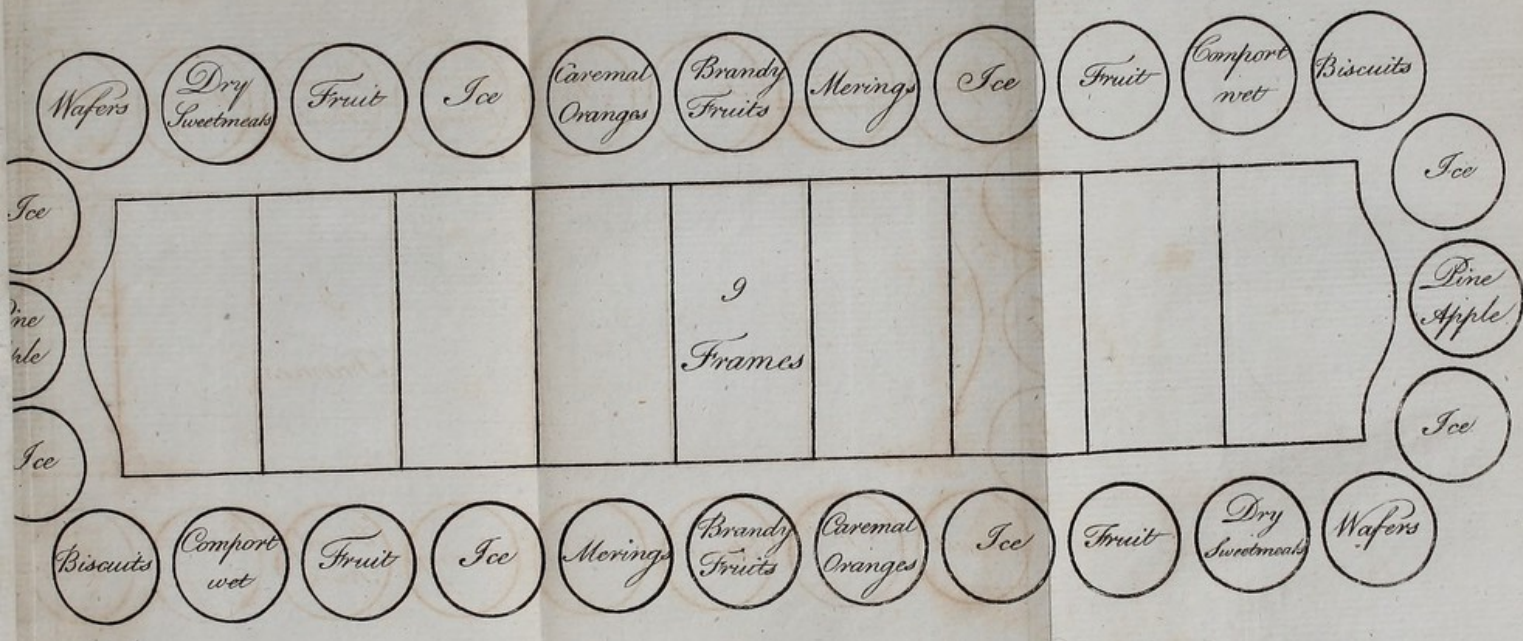 Wafers
Dry
Sweetmeats
Fruit
Ice
Caremal
Oranges
Brandy
Fruits
Merings
Ice
Fruit
Comport
wet
Biscuits
Ice
Ice
Pine
Apple
ine
ple
9
Frames
Ice
Ice
Biscuits
Comport
wet
Fruit
Ice
Merings
Brandy
Fruits
Caremal
Oranges
Ice
Fruit
Dry
Sweetmeats
Wafers